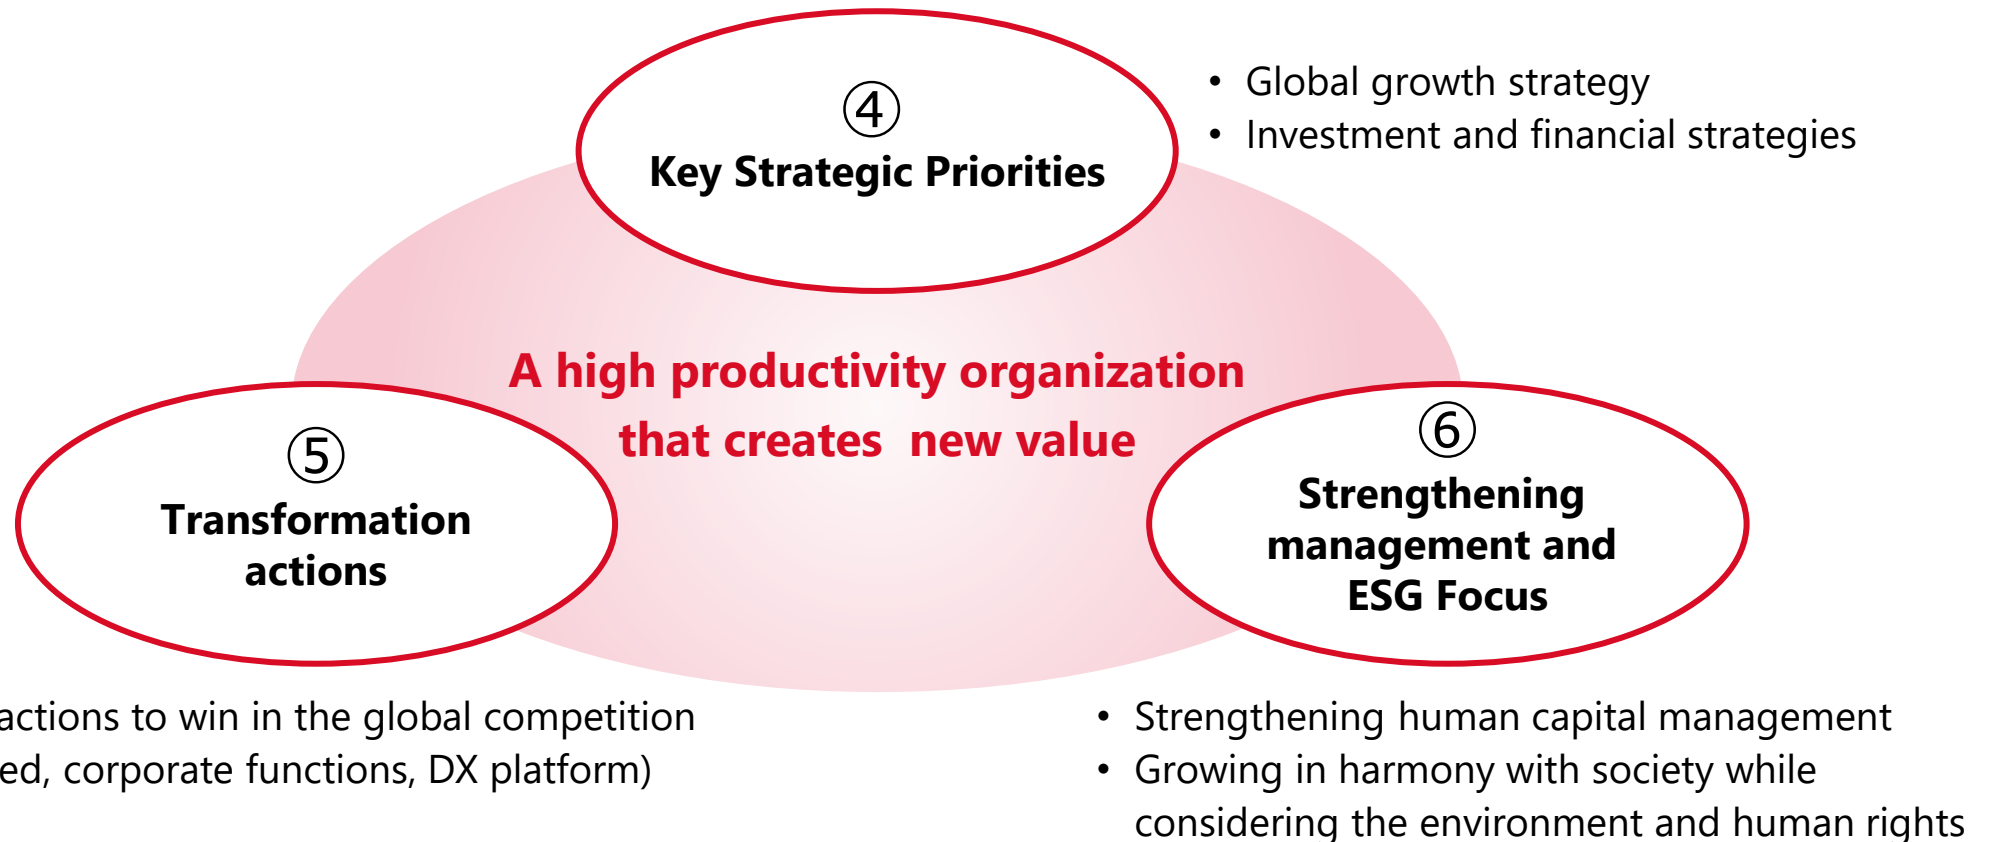 ④
Key Strategic Priorities
• Global growth strategy
• Investment and financial strategies
A high productivity organization
that creates  new value
⑤
Transformation
actions
⑥
Strengthening
management and
ESG Focus
actions to win in the global competition
corporate functions, DX platform)
• Strengthening human capital management
• Growing in harmony with society while
considering the environment and human rights